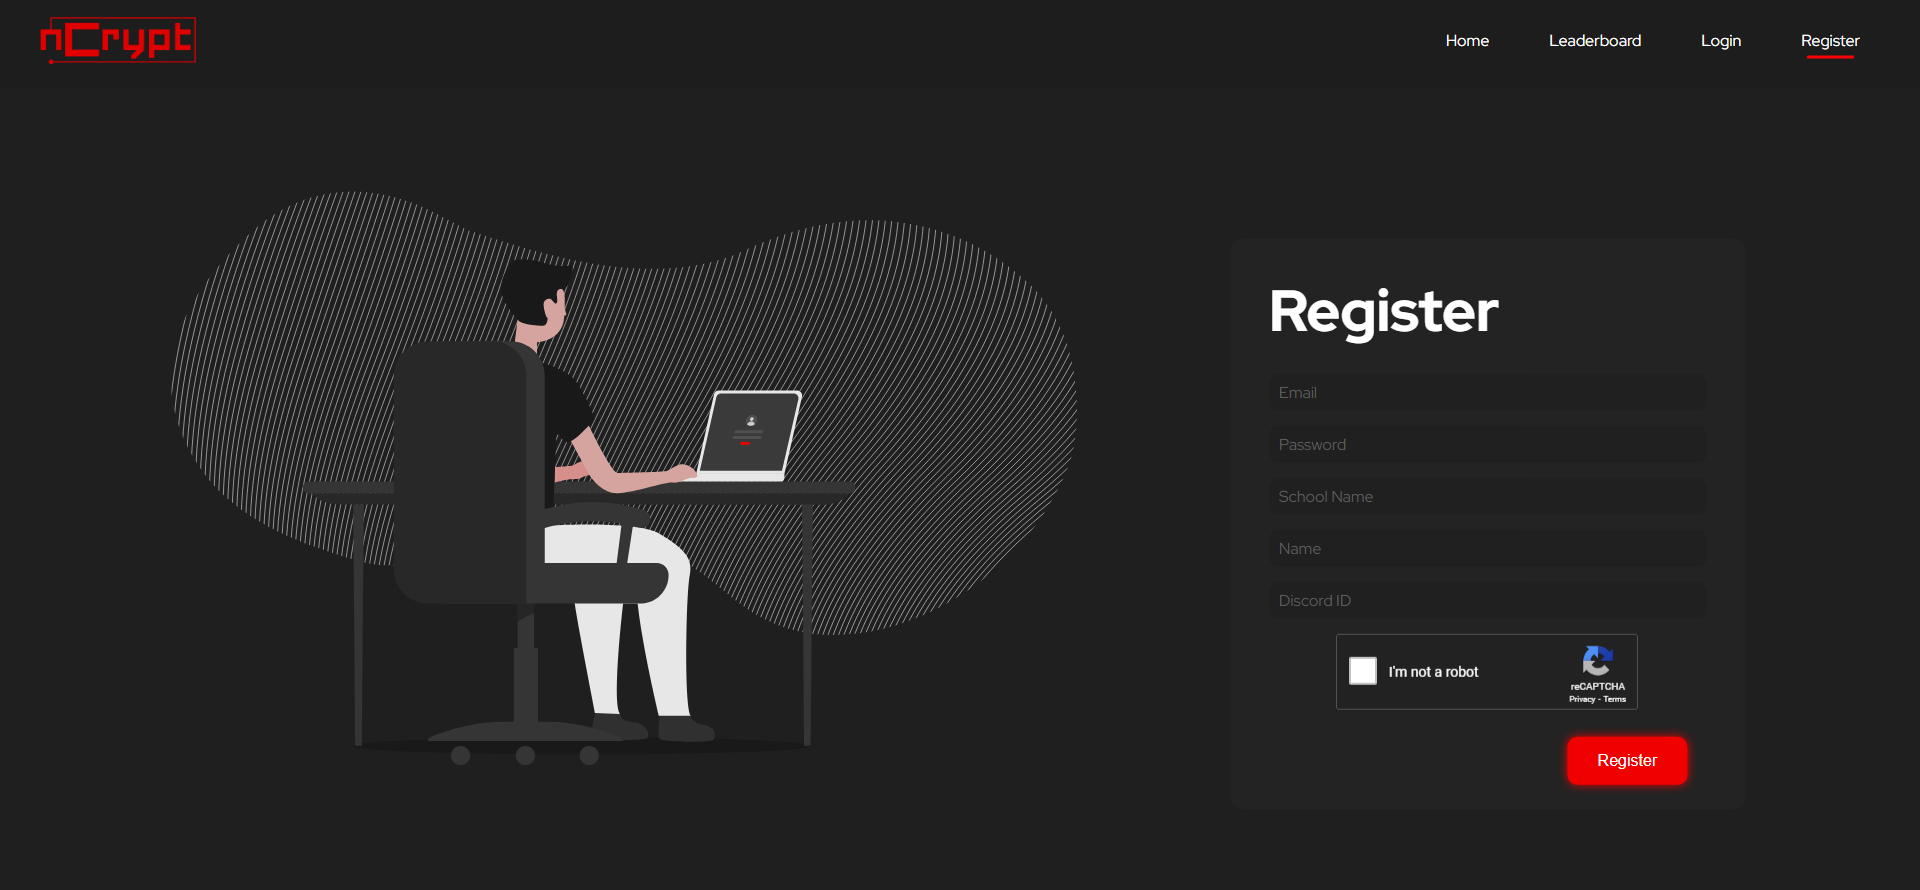 nCrypt
Home Leaderboard Login Register
Register
Email
Password
School Name
Name
Discord ID
I'm not a robot
reCAPTCHA
Privacy - Terms
Register